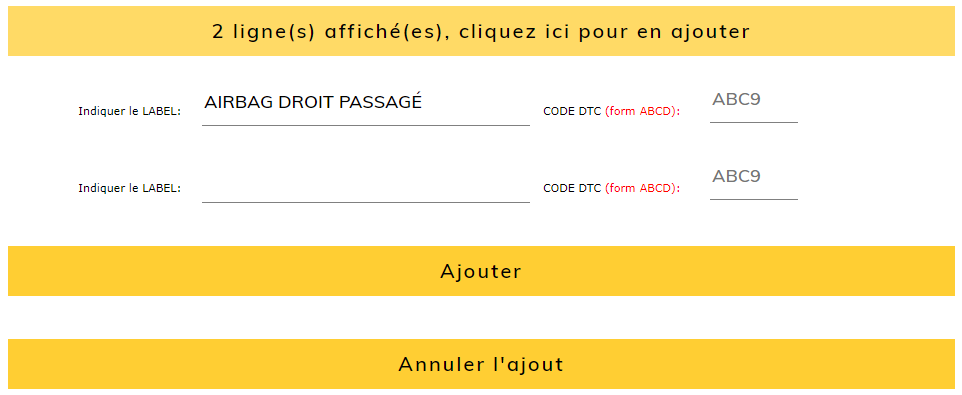 2 ligne(s) affiché(es), cliquez ici pour en ajouter
Indiquer le LABEL: AIRBAG DROIT PASSAGÉ CODE DTC (form ABCD): ABC9
Indiquer le LABEL: CODE DTC (form ABCD): ABC9
Ajouter
Annuler l'ajout